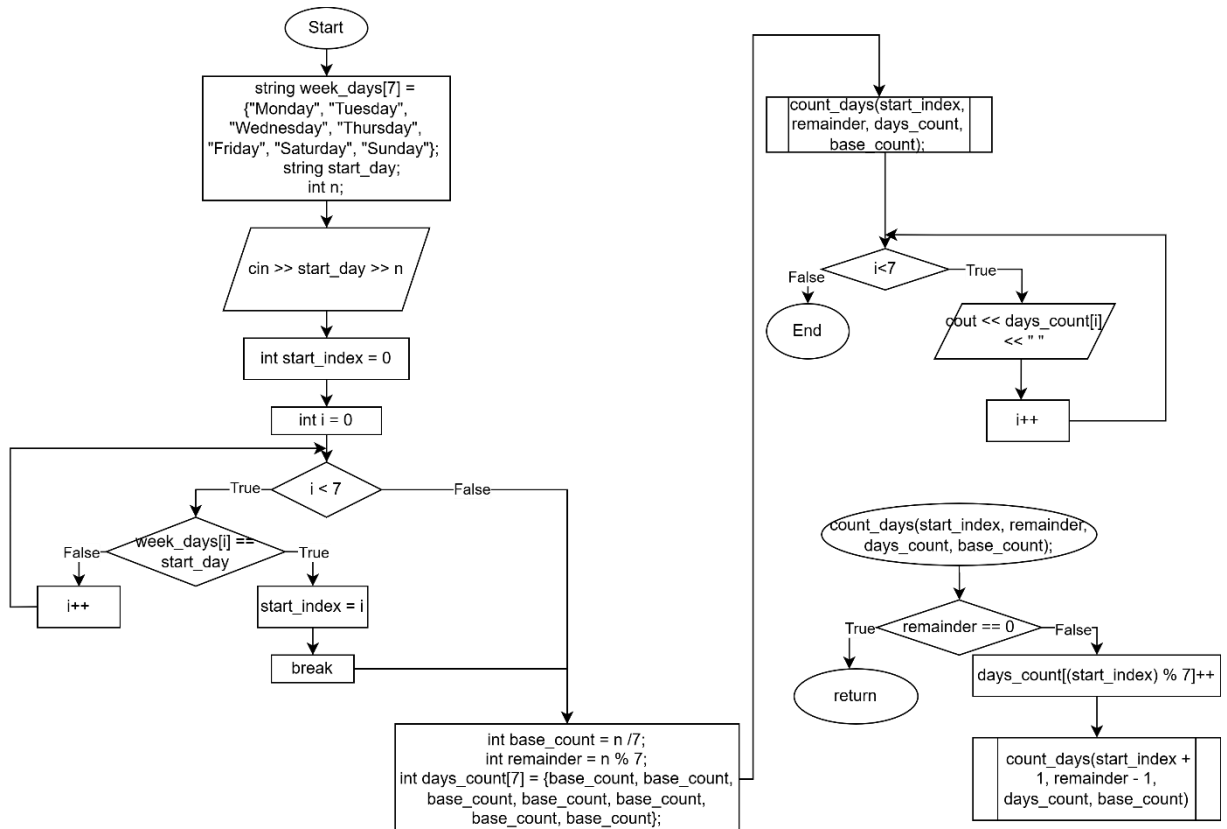 Start
string week_days[7] =
{"Monday", "Tuesday",
"Wednesday", "Thursday",
"Friday", "Saturday", "Sunday"};
string start_day;
int n;
cin >> start_day >> n
int start_index = 0
int i = 0
i < 7
True
False
week_days[i] ==
start_day
False
True
i++
start_index = i
break
int base_count = n /7;
int remainder = n % 7;
int days_count[7] = {base_count, base_count,
base_count, base_count, base_count,
base_count, base_count};
count_days(start_index,
remainder, days_count,
base_count);
i<7
False
True
End
cout << days_count[i]
<< " "
i++
count_days(start_index, remainder,
days_count, base_count);
remainder == 0
True
False
return
days_count[(start_index) % 7]++
count_days(start_index +
1, remainder - 1,
days_count, base_count)